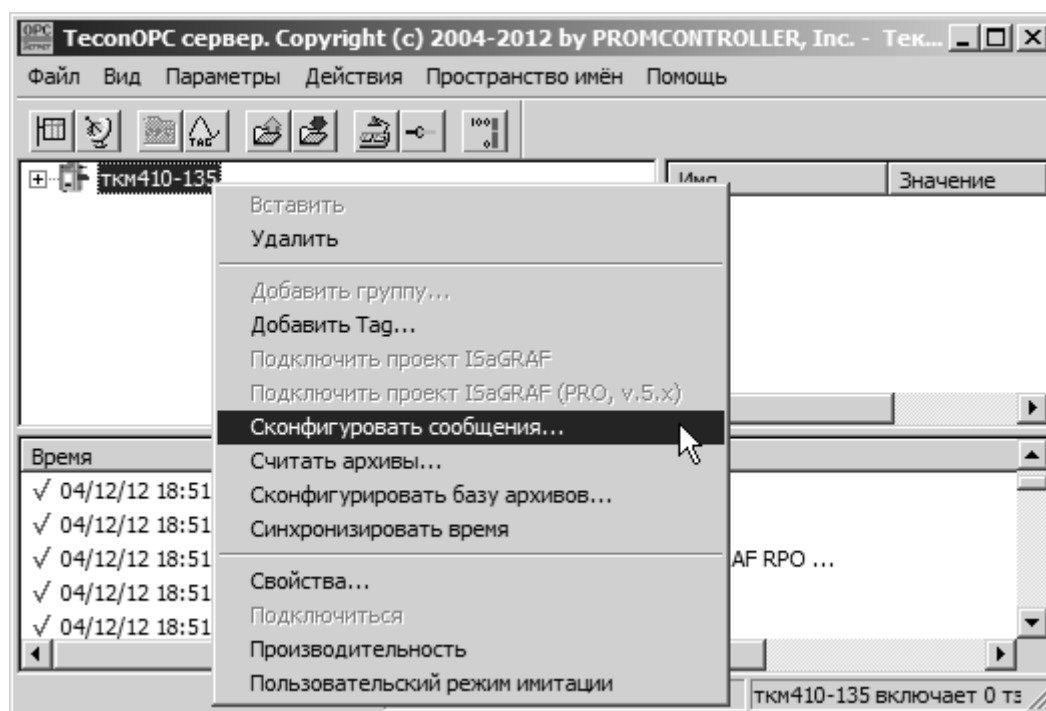 TeconOPC сервер. Copyright (c) 2004-2012 by PROMCONTROLLER, Inc. - Тек...
Файл Вид Параметры Действия Пространство имён Помощь
ткм410-135
Имя Значение
Вставить
Удалить
Добавить группу...
Добавить Tag...
Подключить проект ISaGRAF
Подключить проект ISaGRAF (PRO, v.5.x)
Сконфигуровать сообщения...
Считать архивы...
Сконфигурировать базу архивов...
Синхронизировать время
Свойства...
Подключиться
Производительность
Пользовательский режим имитации
Время
04/12/12 18:51
04/12/12 18:51
04/12/12 18:51 AF RPO ...
04/12/12 18:51
04/12/12 18:51
ткм410-135 включает 0 тэ